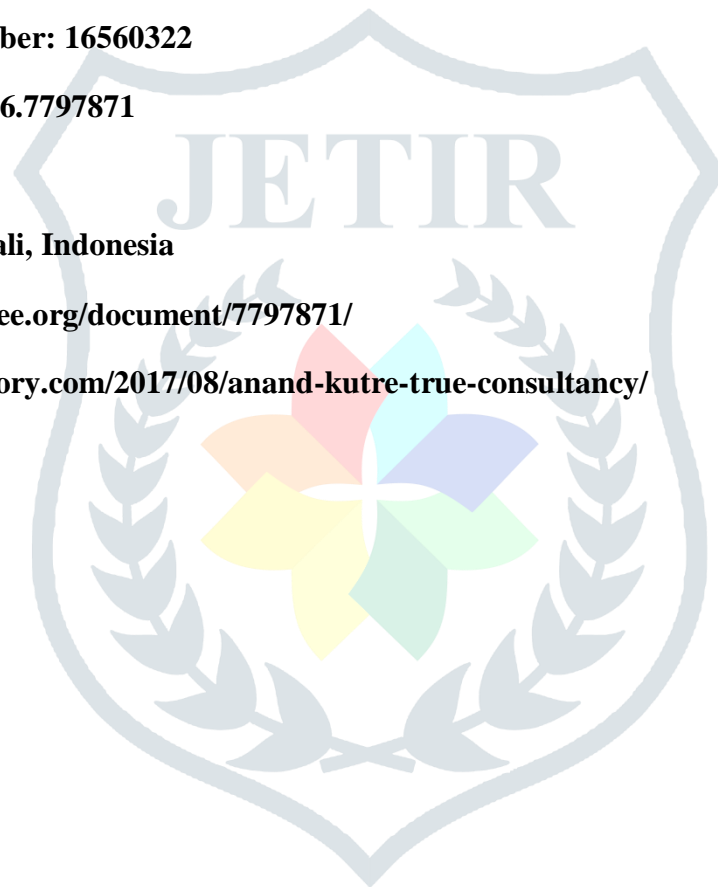 ber: 16560322
6.7797871
JETIR
ali, Indonesia
ee.org/document/7797871/
ory.com/2017/08/anand-kutre-true-consultancy/